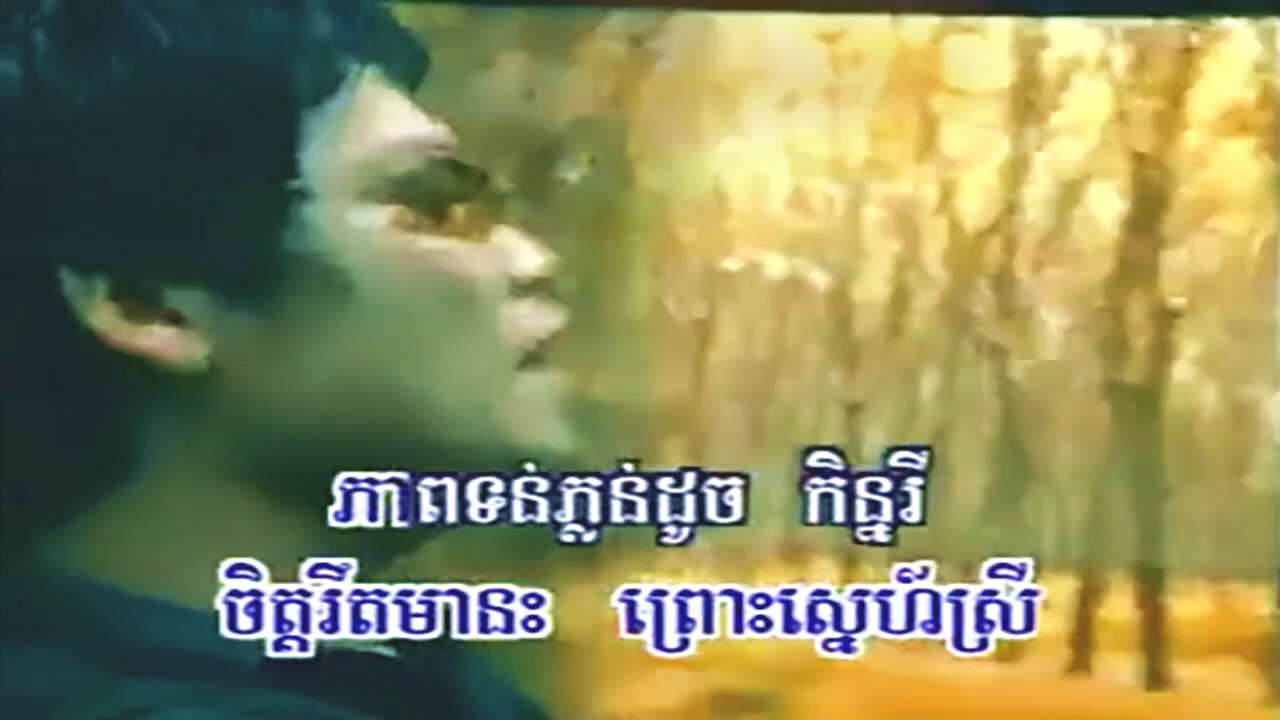 ភាពទន់ភ្លន់ដូច កិន្នរី
ចិត្តរឹតមានះ ព្រោះស្នេហ៍ស្រី